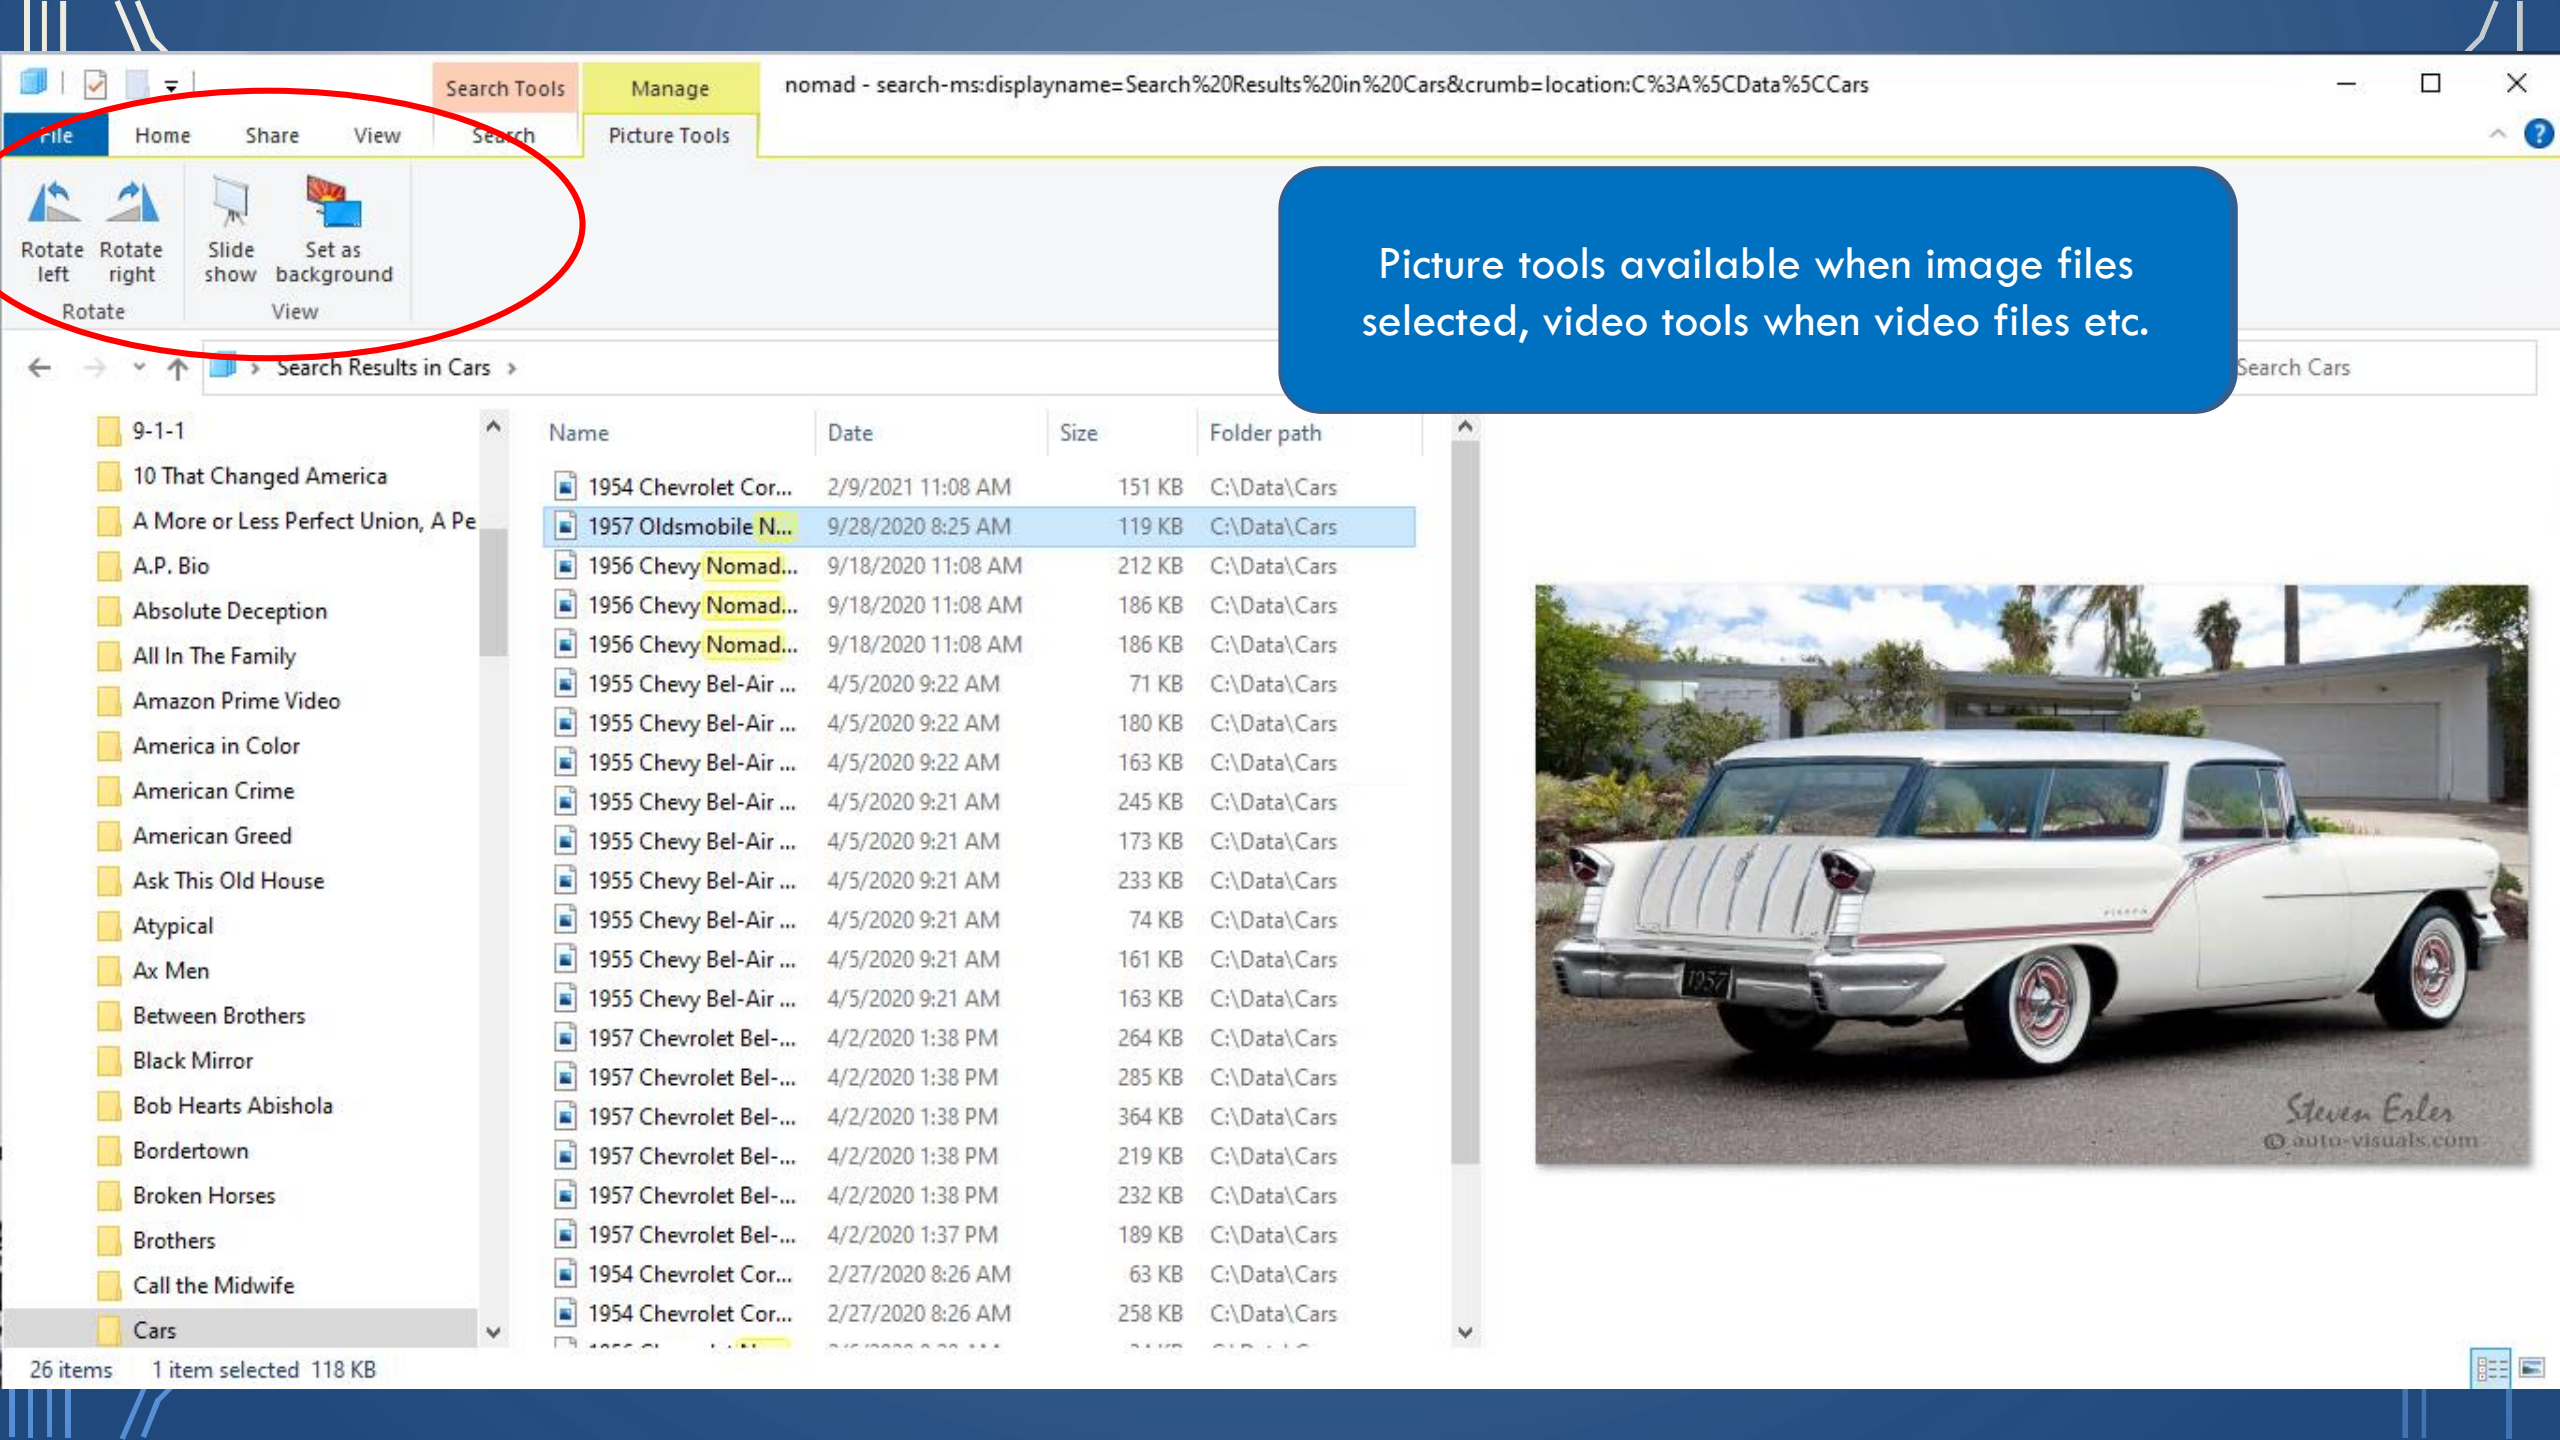 Search Tools
Manage
nomad - search-ms:displayname=Search%20Results%20in%20Cars&crumb=location:C%3A%5CData%5CCars
File Home Share View Search Picture Tools
Rotate left
Rotate right
Slide show
Set as background
Rotate
View
Picture tools available when image files
selected, video tools when video files etc.
Search Results in Cars
Search Cars
9-1-1
10 That Changed America
A More or Less Perfect Union, A Pe
A.P. Bio
Absolute Deception
All In The Family
Amazon Prime Video
America in Color
American Crime
American Greed
Ask This Old House
Atypical
Ax Men
Between Brothers
Black Mirror
Bob Hearts Abishola
Bordertown
Broken Horses
Brothers
Call the Midwife
Cars
Name Date Size Folder path
1954 Chevrolet Cor... 2/9/2021 11:08 AM 151 KB C:\Data\Cars
1957 Oldsmobile N... 9/28/2020 8:25 AM 119 KB C:\Data\Cars
1956 Chevy Nomad... 9/18/2020 11:08 AM 212 KB C:\Data\Cars
1956 Chevy Nomad... 9/18/2020 11:08 AM 186 KB C:\Data\Cars
1956 Chevy Nomad... 9/18/2020 11:08 AM 186 KB C:\Data\Cars
1955 Chevy Bel-Air ... 4/5/2020 9:22 AM 71 KB C:\Data\Cars
1955 Chevy Bel-Air ... 4/5/2020 9:22 AM 180 KB C:\Data\Cars
1955 Chevy Bel-Air ... 4/5/2020 9:22 AM 163 KB C:\Data\Cars
1955 Chevy Bel-Air ... 4/5/2020 9:21 AM 245 KB C:\Data\Cars
1955 Chevy Bel-Air ... 4/5/2020 9:21 AM 173 KB C:\Data\Cars
1955 Chevy Bel-Air ... 4/5/2020 9:21 AM 233 KB C:\Data\Cars
1955 Chevy Bel-Air ... 4/5/2020 9:21 AM 74 KB C:\Data\Cars
1955 Chevy Bel-Air ... 4/5/2020 9:21 AM 161 KB C:\Data\Cars
1955 Chevy Bel-Air ... 4/5/2020 9:21 AM 163 KB C:\Data\Cars
1957 Chevrolet Bel-... 4/2/2020 1:38 PM 264 KB C:\Data\Cars
1957 Chevrolet Bel-... 4/2/2020 1:38 PM 285 KB C:\Data\Cars
1957 Chevrolet Bel-... 4/2/2020 1:38 PM 364 KB C:\Data\Cars
1957 Chevrolet Bel-... 4/2/2020 1:38 PM 219 KB C:\Data\Cars
1957 Chevrolet Bel-... 4/2/2020 1:38 PM 232 KB C:\Data\Cars
1957 Chevrolet Bel-... 4/2/2020 1:37 PM 189 KB C:\Data\Cars
1954 Chevrolet Cor... 2/27/2020 8:26 AM 63 KB C:\Data\Cars
1954 Chevrolet Cor... 2/27/2020 8:26 AM 258 KB C:\Data\Cars
1957
Steven Erler
© auto-visuals.com
26 items 1 item selected 118 KB